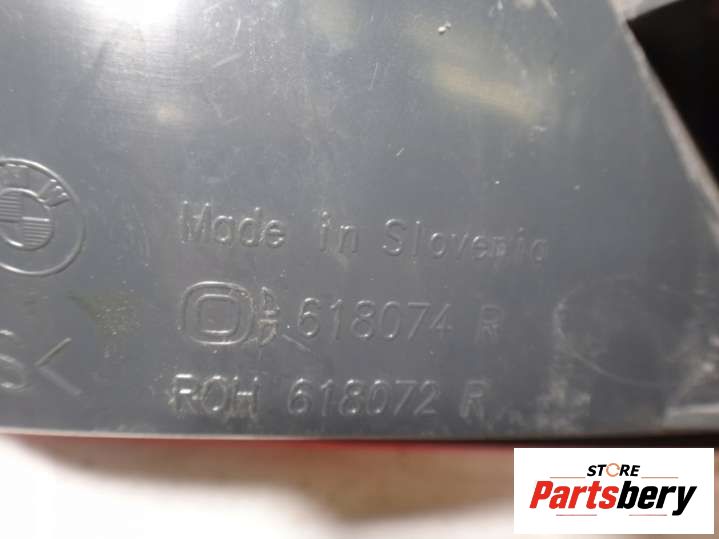 Made in Slovenia
618074 R
ROH 618072 R
STORE
Partsbery